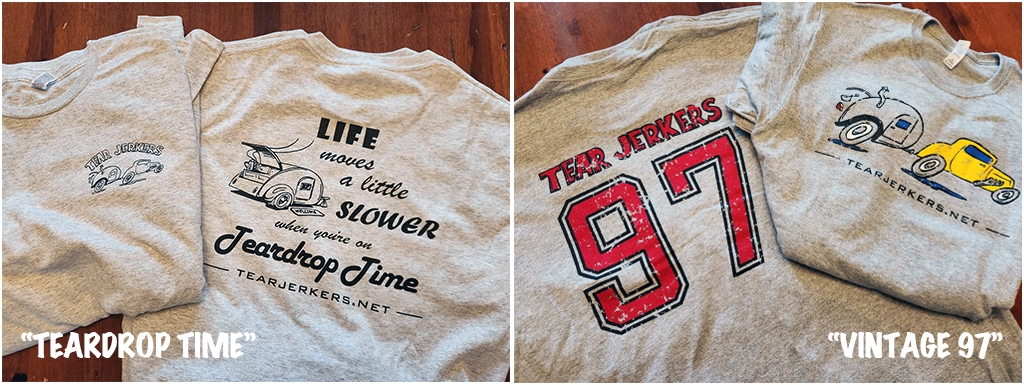 TEAR JERKERS
LIFE
moves
a little
SLOWER
when you're on
Teardrop Time
TEARJERKERS.NET
WELCOME
"TEARDROP TIME"
TEAR JERKERS
97
TEARJERKERS.NET
"VINTAGE 97"